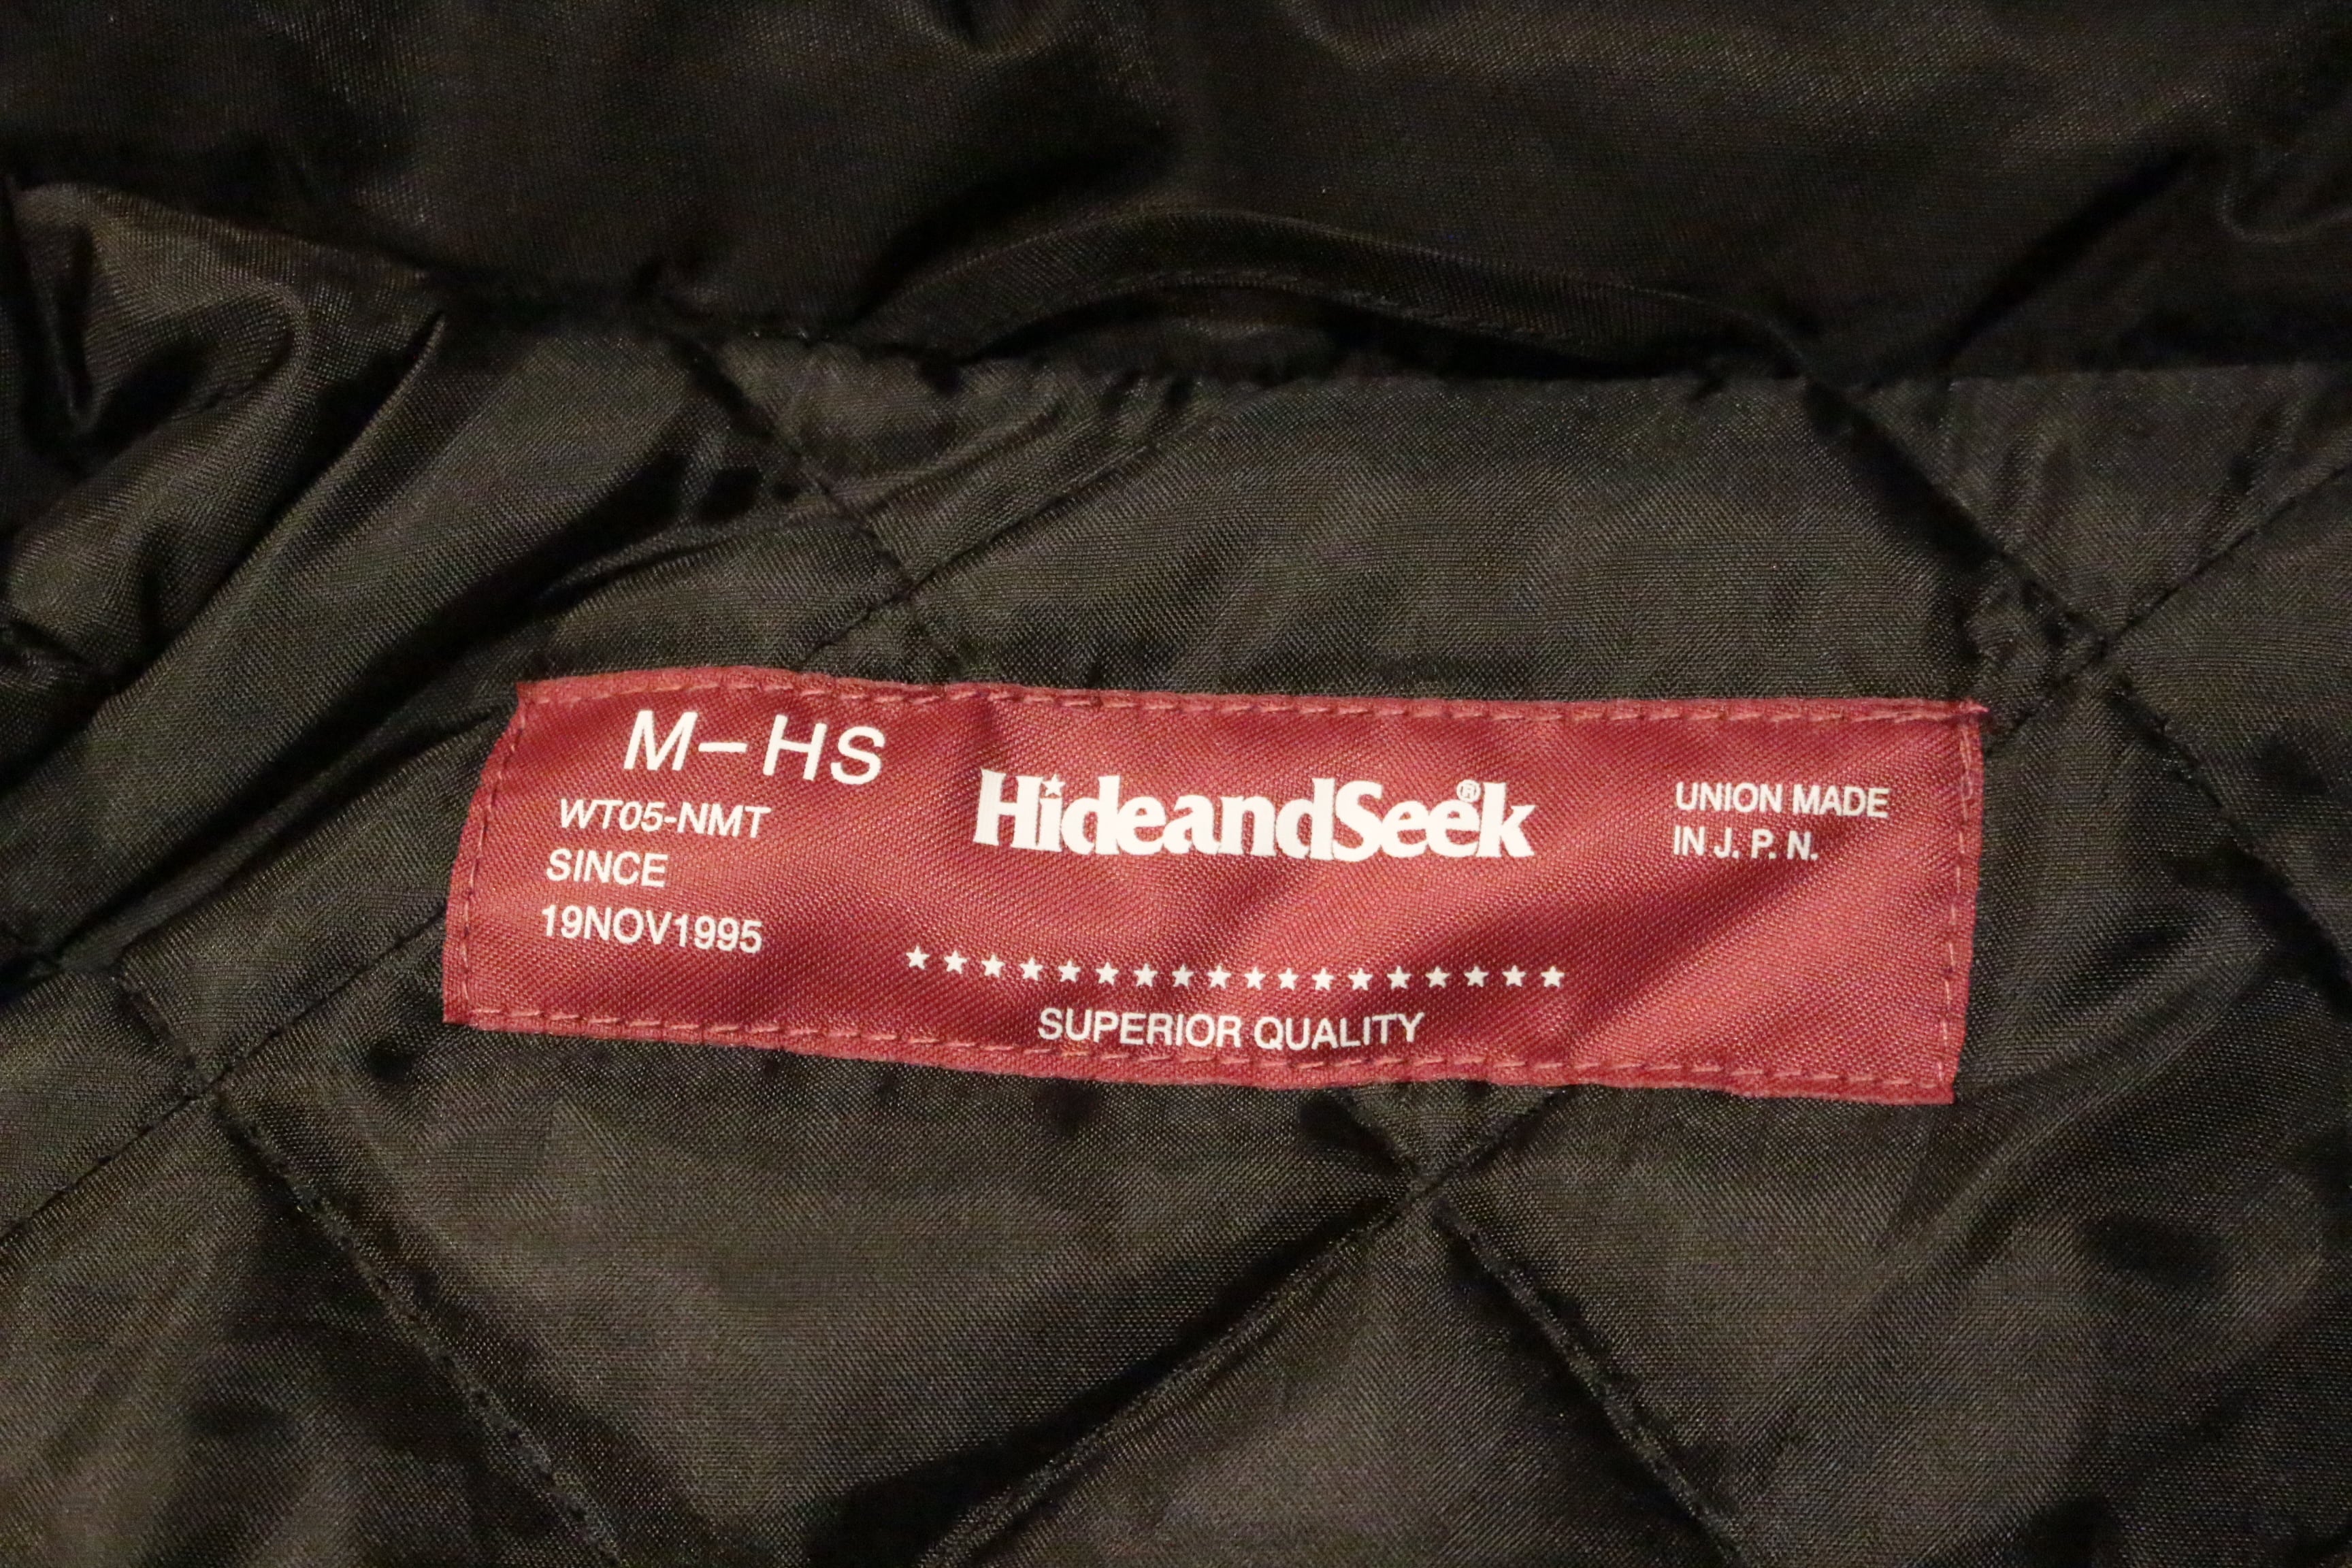 M-HS
WT05-NMT
SINCE
19NOV1995
HideandSeek®
★★★★★★★★★★★★★★★★★★
SUPERIOR QUALITY
UNION MADE
IN J. P. N.